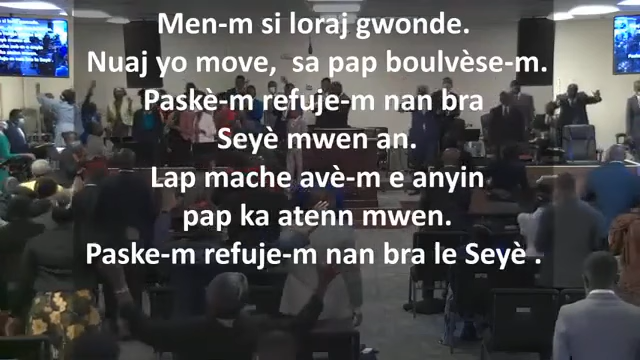 Men-m si loraj gwonde.
Nuaj yo move, sa pap boulvèse-m.
Paskè-m refuje-m nan bra
Seyè mwen an.
Lap mache avè-m e anyin
pap ka atenn mwen.
Paske-m refuje-m nan bra le Seyè .